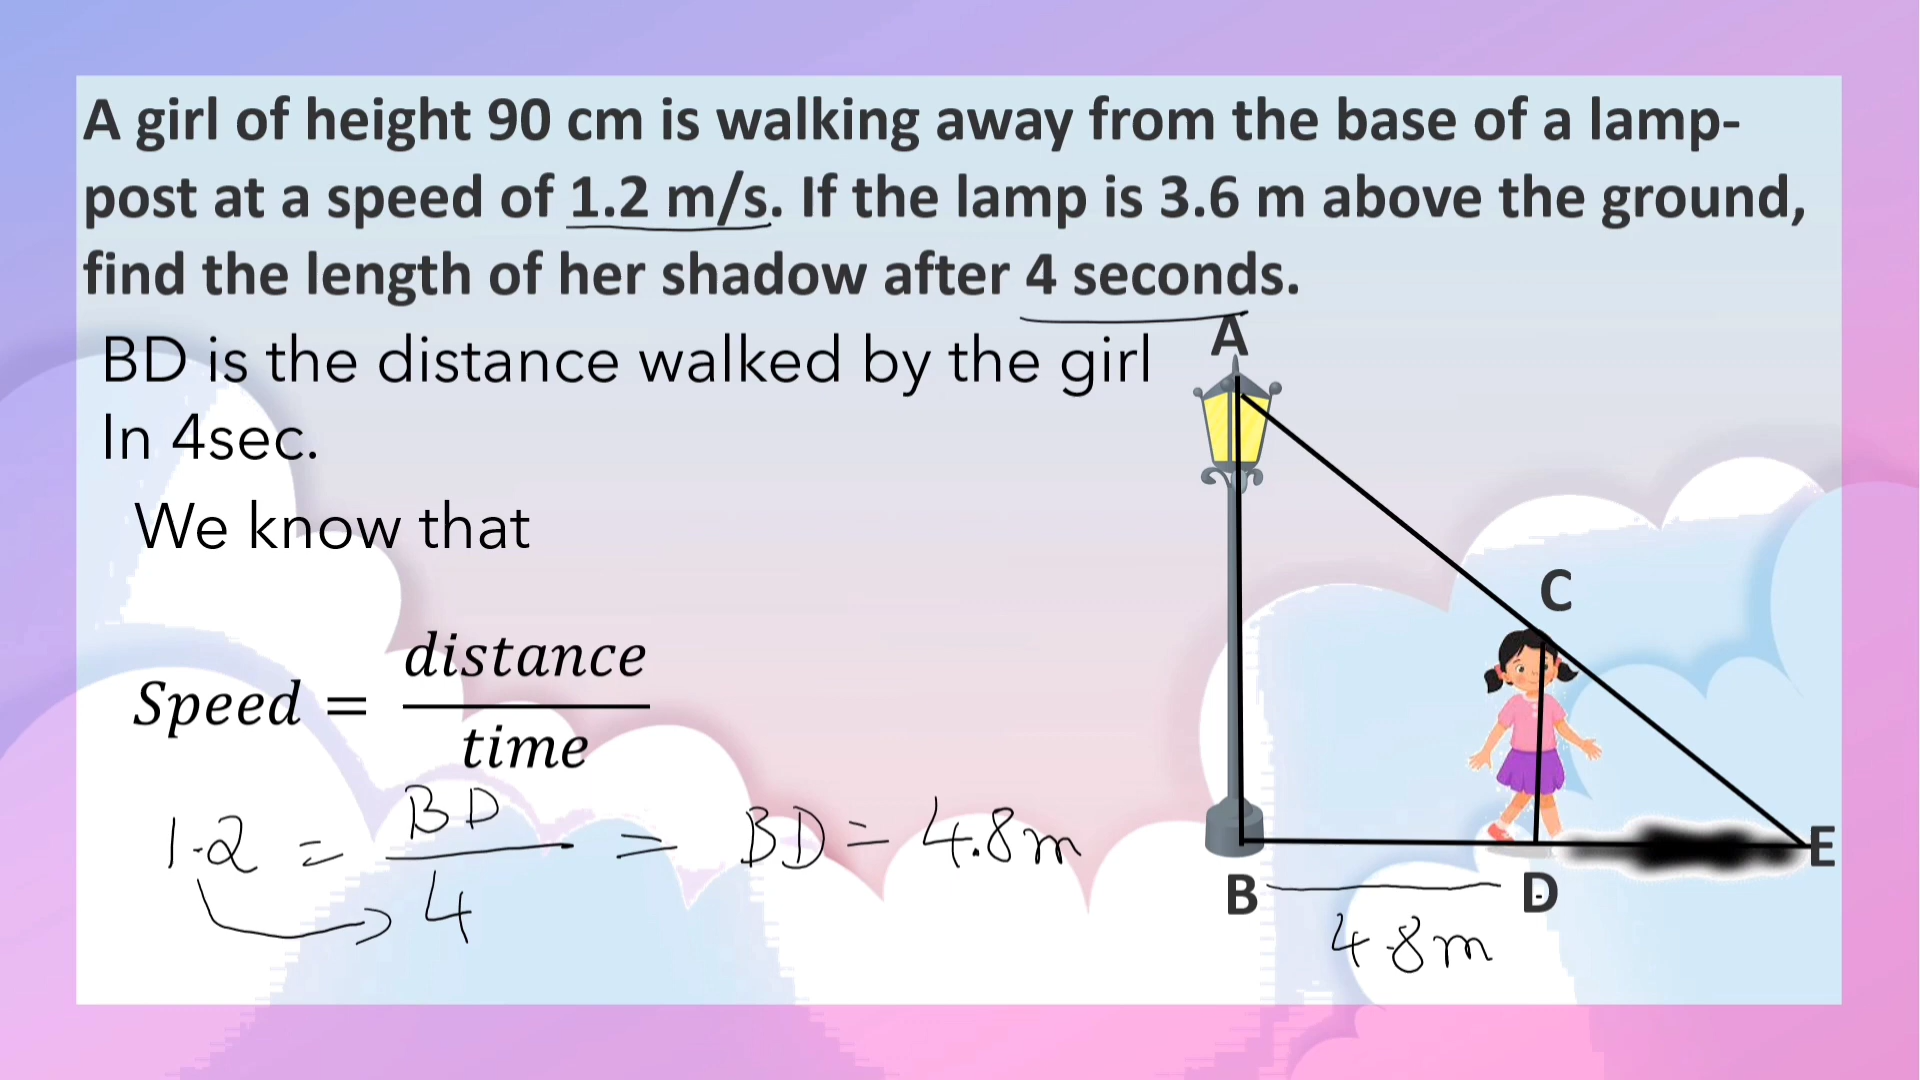 A girl of height 90 cm is walking away from the base of a lamp-
post at a speed of 1.2 m/s. If the lamp is 3.6 m above the ground,
find the length of her shadow after 4 seconds.
BD is the distance walked by the girl
In 4sec.
We know that
Speed = distance / time
1.2 = BD / 4 = BD = 4.8m
A
C
E
B
D
4.8m